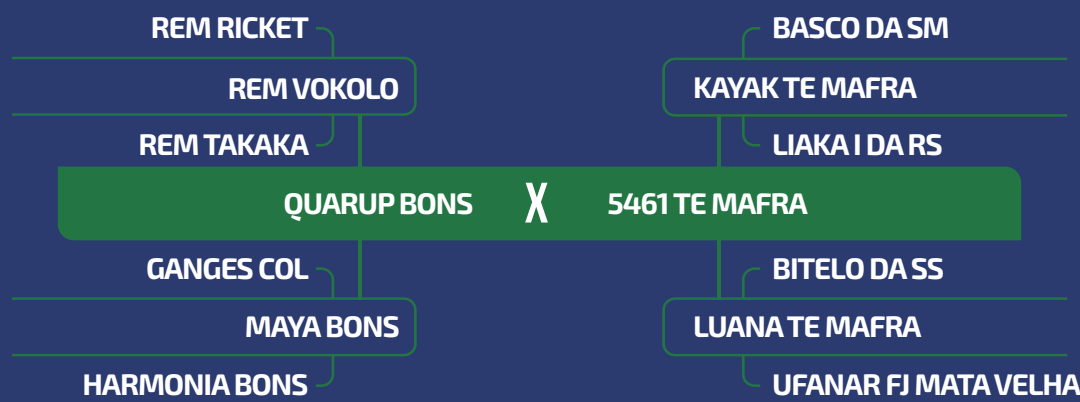 REM RICKET
BASCO DA SM
REM VOKOLO
KAYAK TE MAFRA
REM TAKAKA
LIAKA I DA RS
QUARUP BONS X 5461 TE MAFRA
GANGES COL
BITELO DA SS
MAYA BONS
LUANA TE MAFRA
HARMONIA BONS
UFANAR FJ MATA VELHA